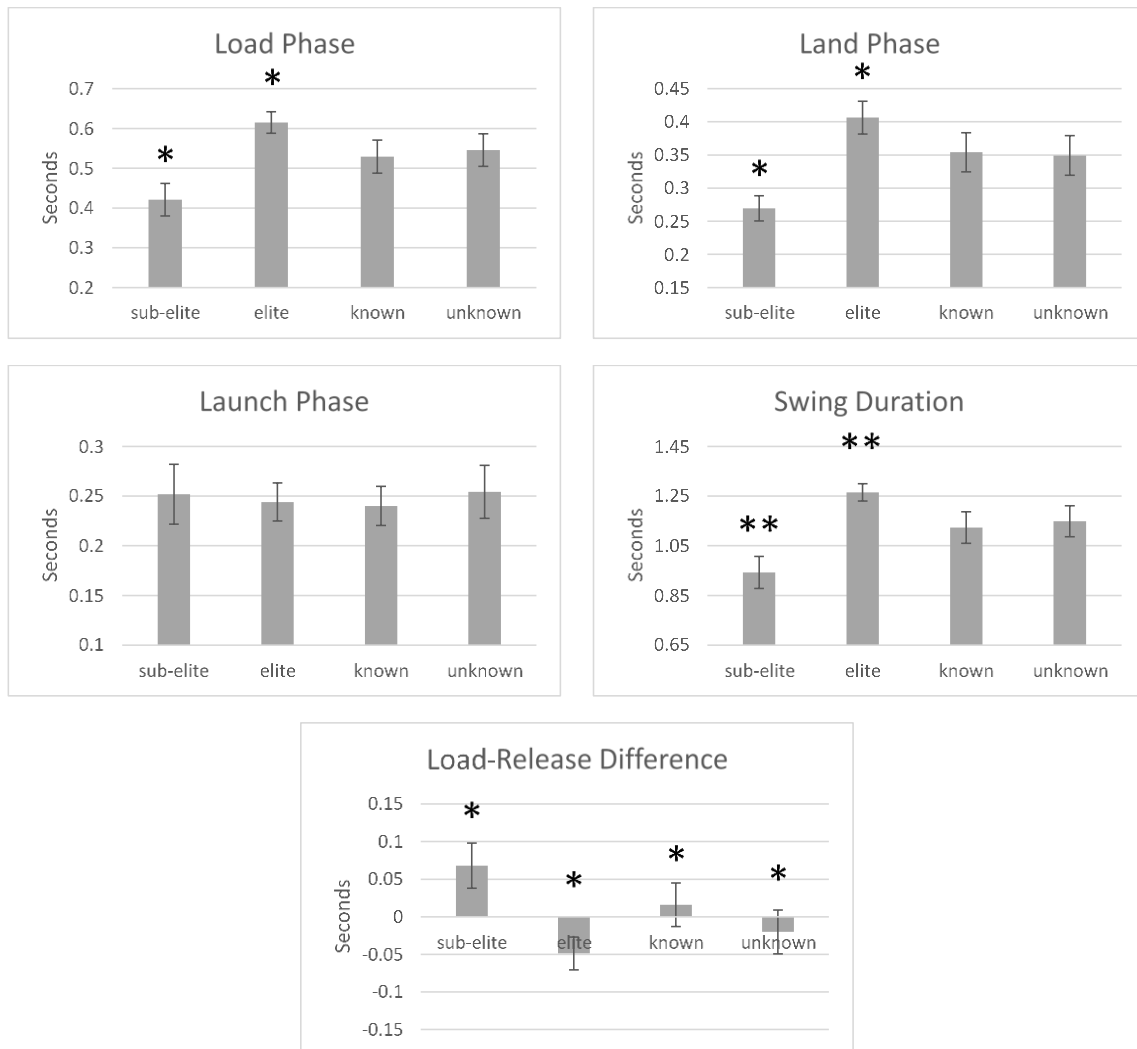 Load Phase
*
*
0.7
0.6
0.5
0.4
0.3
0.2
Seconds
sub-elite elite known unknown
Land Phase
*
*
0.45
0.4
0.35
0.3
0.25
0.2
0.15
Seconds
sub-elite elite known unknown
Launch Phase
0.3
0.25
0.2
0.15
0.1
Seconds
sub-elite elite known unknown
Swing Duration
**
**
1.45
1.25
1.05
0.85
0.65
Seconds
sub-elite elite known unknown
Load-Release Difference
* * * *
0.15
0.1
0.05
0
-0.05
-0.1
-0.15
Seconds
sub-elite elite known unknown